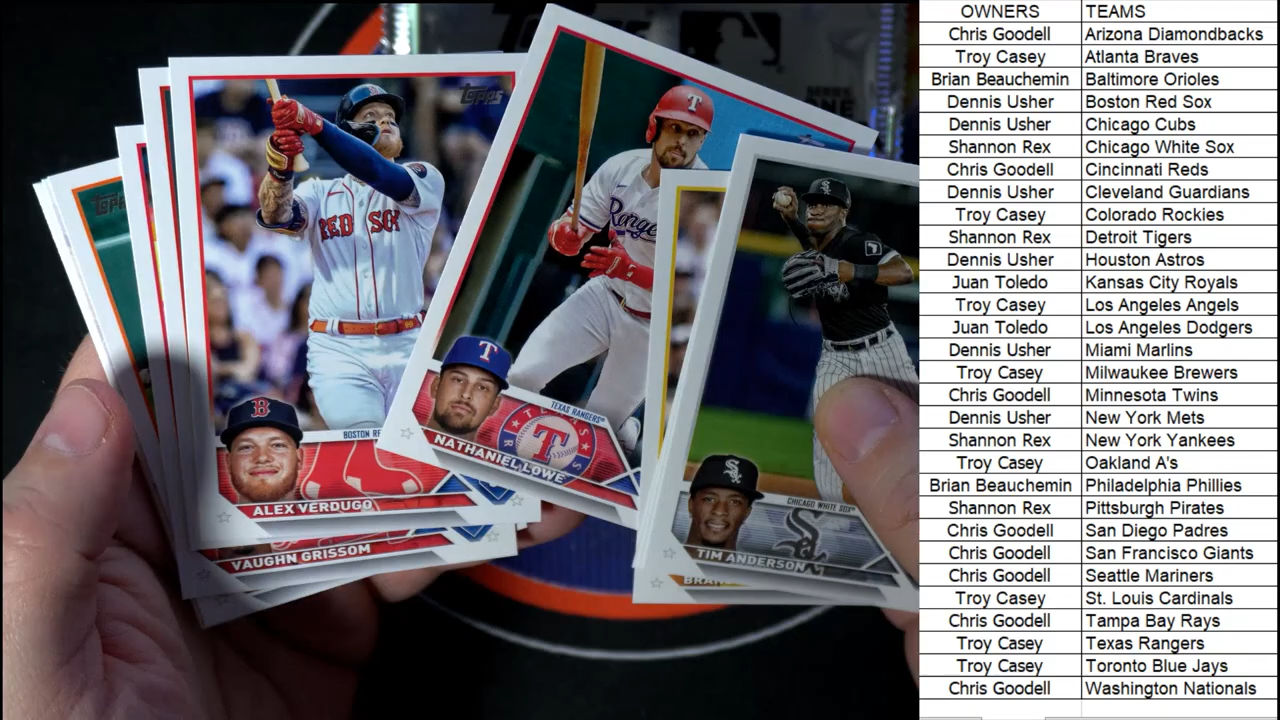 OWNERS TEAMS
Chris Goodell Arizona Diamondbacks
Troy Casey Atlanta Braves
Brian Beauchemin Baltimore Orioles
Dennis Usher Boston Red Sox
Dennis Usher Chicago Cubs
Shannon Rex Chicago White Sox
Chris Goodell Cincinnati Reds
Dennis Usher Cleveland Guardians
Troy Casey Colorado Rockies
Shannon Rex Detroit Tigers
Dennis Usher Houston Astros
Juan Toledo Kansas City Royals
Troy Casey Los Angeles Angels
Juan Toledo Los Angeles Dodgers
Dennis Usher Miami Marlins
Troy Casey Milwaukee Brewers
Chris Goodell Minnesota Twins
Dennis Usher New York Mets
Shannon Rex New York Yankees
Troy Casey Oakland A's
Brian Beauchemin Philadelphia Phillies
Shannon Rex Pittsburgh Pirates
Chris Goodell San Diego Padres
Chris Goodell San Francisco Giants
Chris Goodell Seattle Mariners
Troy Casey St. Louis Cardinals
Chris Goodell Tampa Bay Rays
Troy Casey Texas Rangers
Troy Casey Toronto Blue Jays
Chris Goodell Washington Nationals
Topps
RED SOX
B
BOSTON
ALEX VERDUGO
VAUGHN GRISSOM
T
Rangers
T
TEXAS RANGERS
T
NATHANIEL LOWE
CHICAGO WHITE SOX
TIM ANDERSON